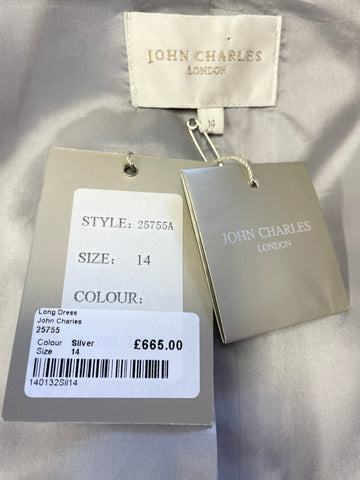 JOHN CHARLES
LONDON
14
STYLE: 25755A
SIZE: 14
COLOUR:
JOHN CHARLES
LONDON
Long Dress
John Charles
25755
Colour Silver
Size 14
£665.00
140132Sil14